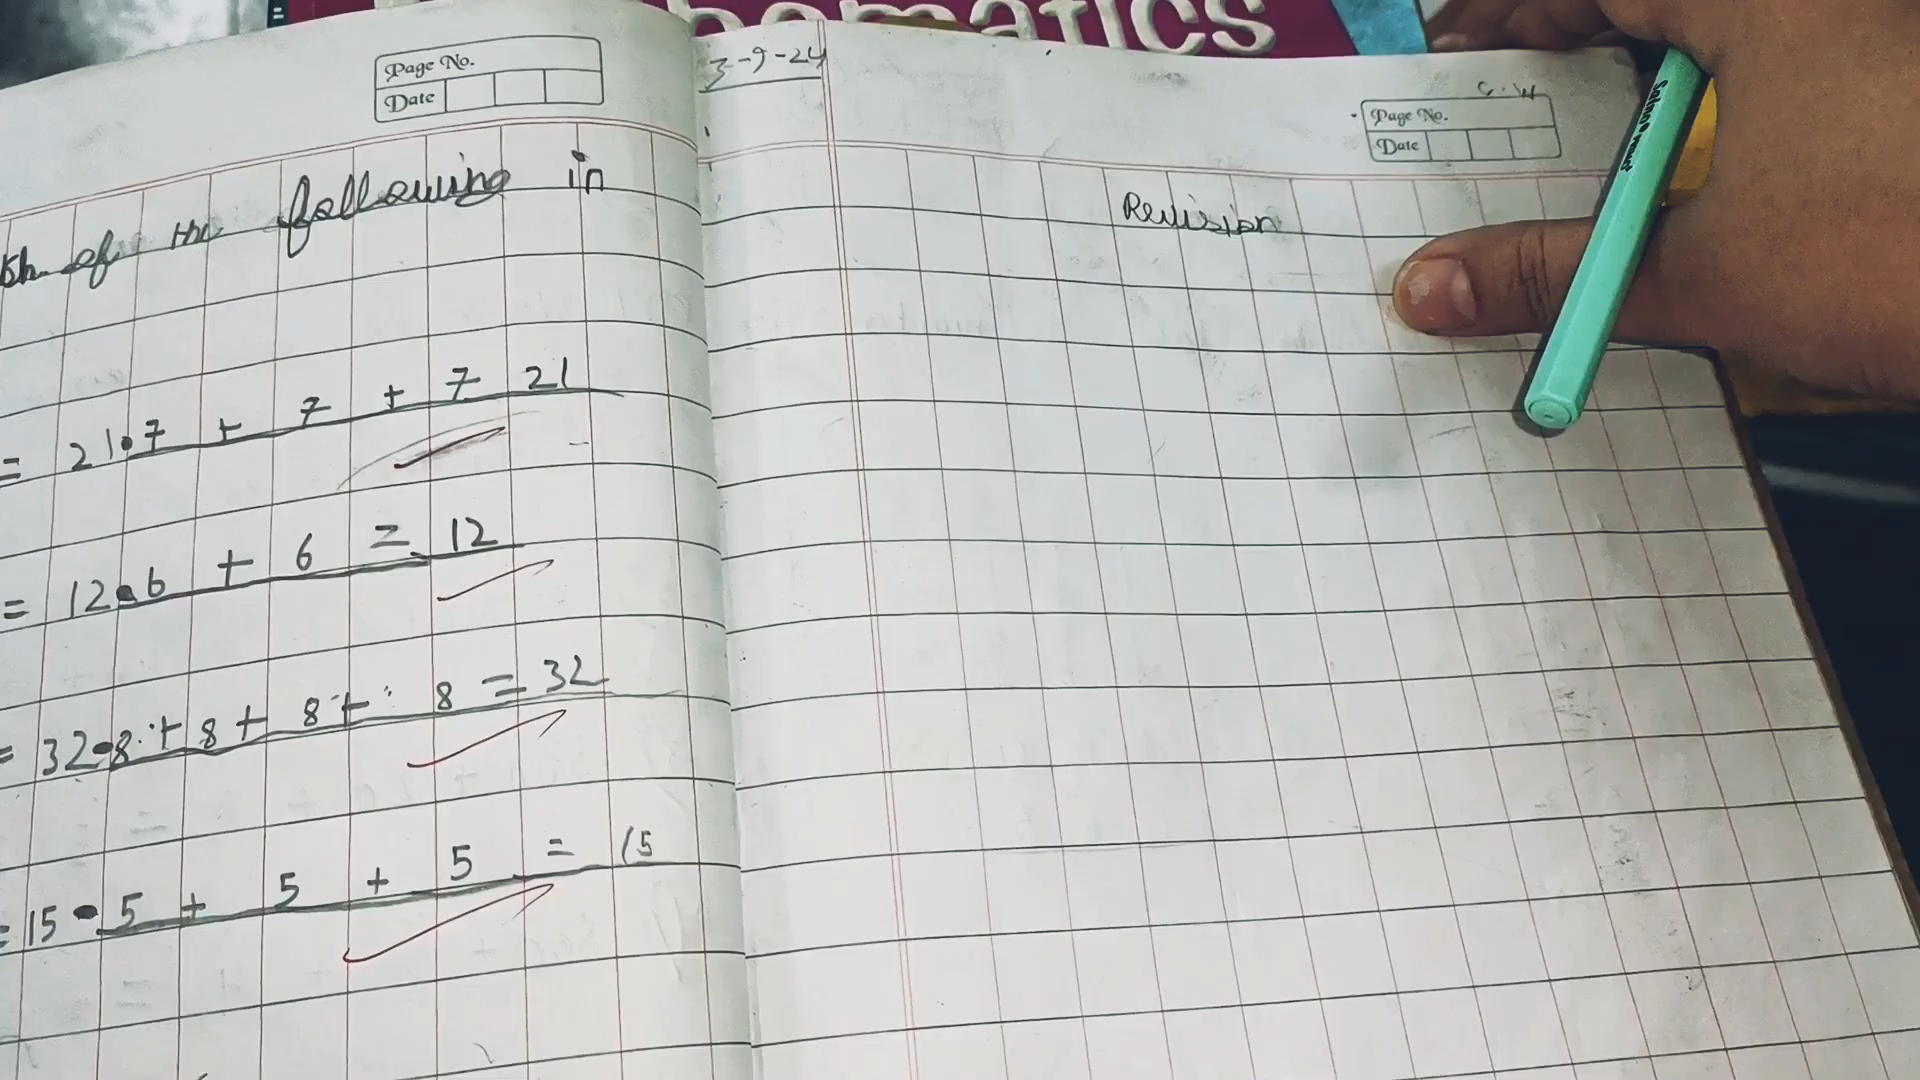 ematics
Page No.
Date
of the following in
= 21.7 + 7 + 7 21
= 12.6 + 6 = 12
= 32.8 + 8 + 8 + 8 = 32
= 15.5 + 5 + 5 = 15
3-9-24
C.W
Page No.
Date
Revision